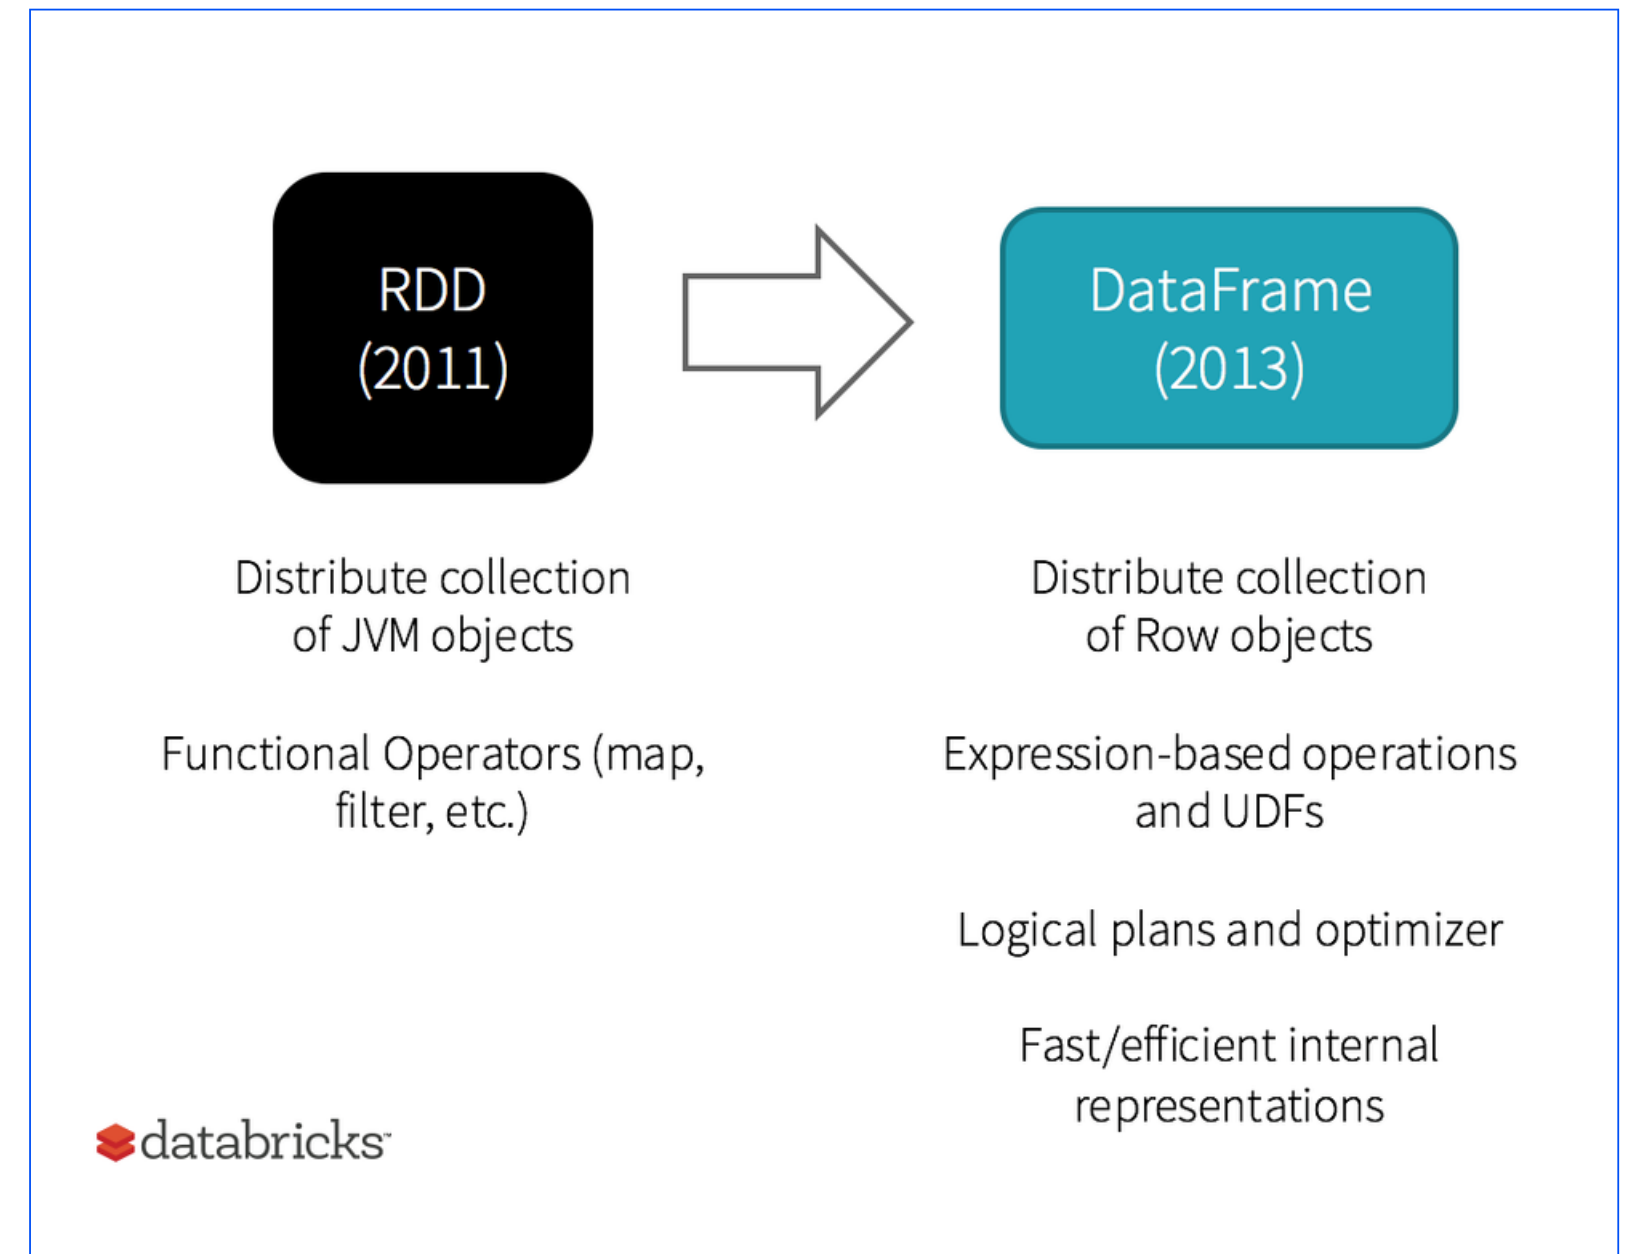 RDD
(2011)
DataFrame
(2013)
Distribute collection
of JVM objects
Functional Operators (map,
filter, etc.)
Distribute collection
of Row objects
Expression-based operations
and UDFs
Logical plans and optimizer
Fast/efficient internal
representations
databricks™